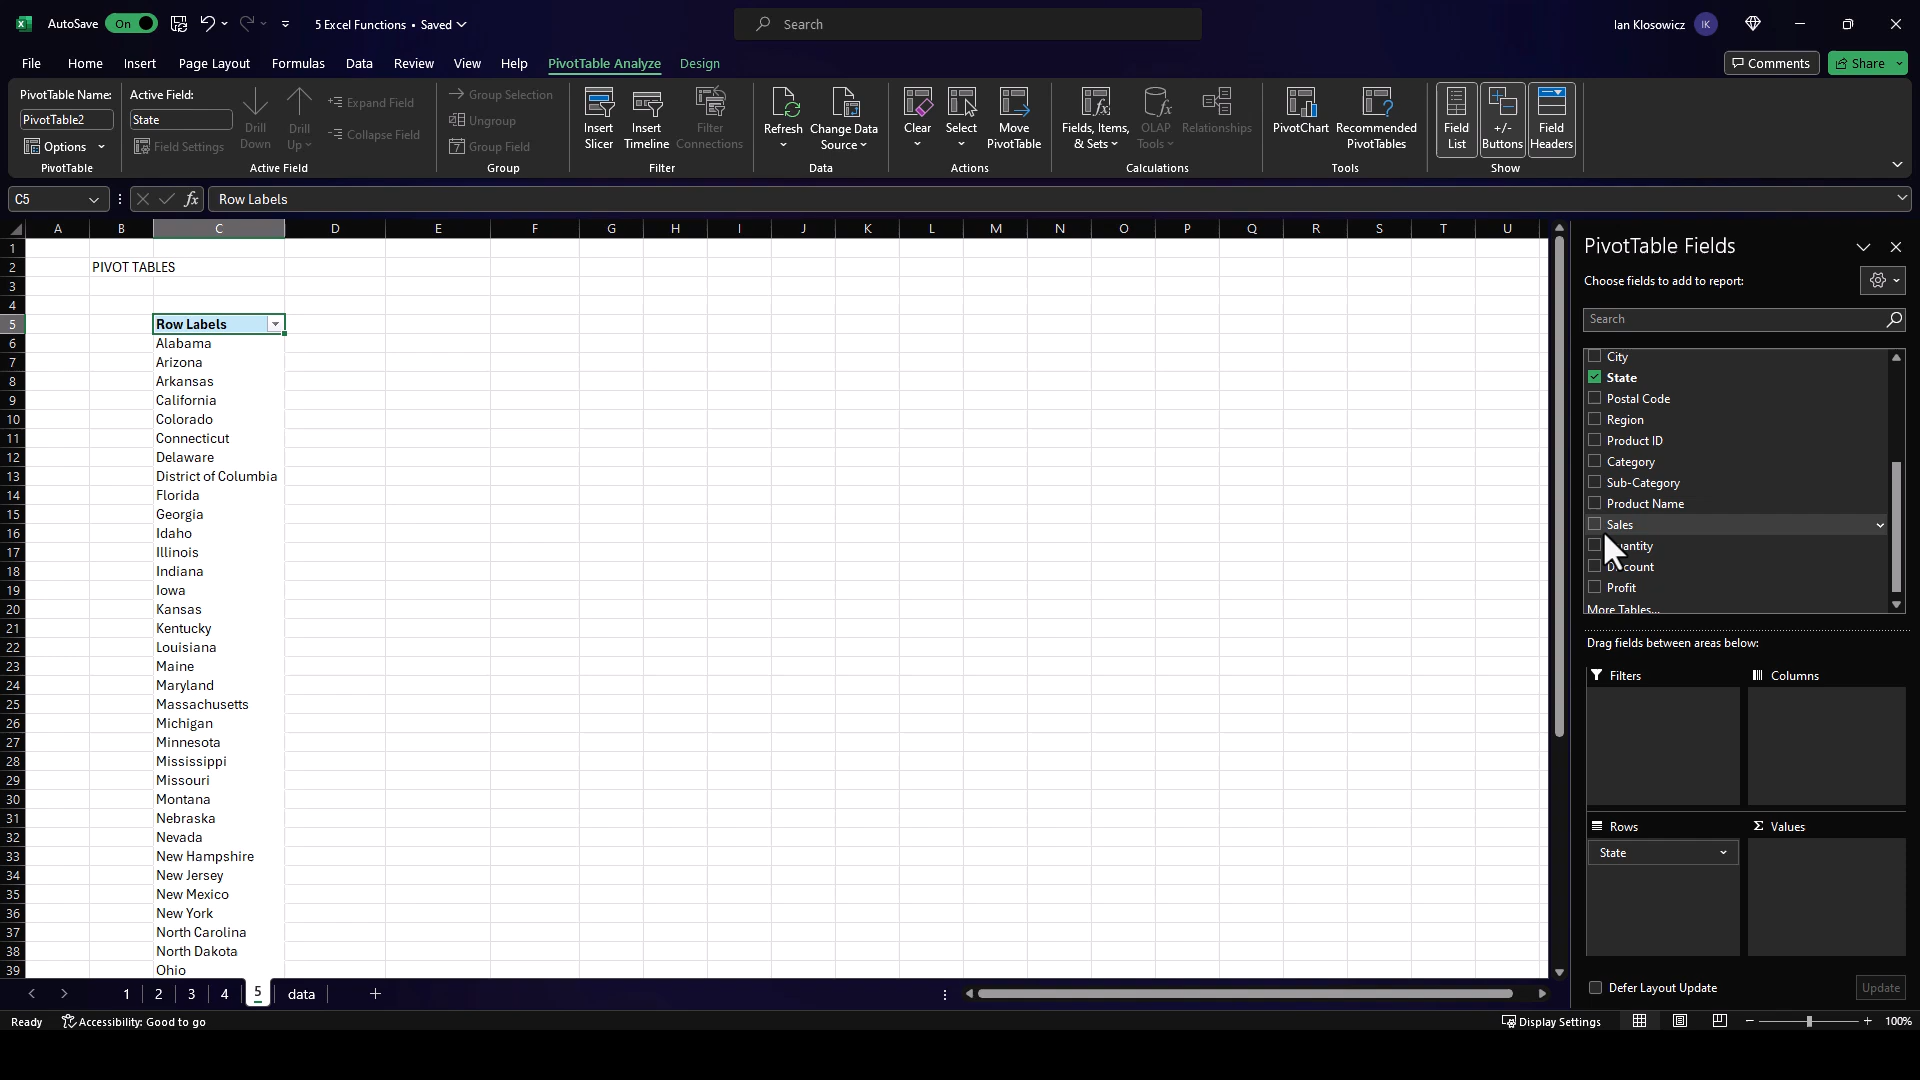 AutoSave On 5 Excel Functions • Saved Search Ian Klosowicz IK
File Home Insert Page Layout Formulas Data Review View Help PivotTable Analyze Design Comments Share
PivotTable Name:
PivotTable2
Options
PivotTable
Active Field:
State
Field Settings
Drill Down
Drill Up
Expand Field
Collapse Field
Active Field
Group Selection
Ungroup
Group Field
Group
Insert Slicer
Insert Timeline
Filter Connections
Filter
Refresh
Change Data Source
Data
Clear
Select
Move PivotTable
Actions
Fields, Items, & Sets
OLAP Tools
Relationships
Calculations
PivotChart
Recommended PivotTables
Tools
Field List
+/- Buttons
Field Headers
Show
C5 fx Row Labels
A B C D E F G H I J K L M N O P Q R S T U
1
2 PIVOT TABLES
3
4
5 Row Labels
6 Alabama
7 Arizona
8 Arkansas
9 California
10 Colorado
11 Connecticut
12 Delaware
13 District of Columbia
14 Florida
15 Georgia
16 Idaho
17 Illinois
18 Indiana
19 Iowa
20 Kansas
21 Kentucky
22 Louisiana
23 Maine
24 Maryland
25 Massachusetts
26 Michigan
27 Minnesota
28 Mississippi
29 Missouri
30 Montana
31 Nebraska
32 Nevada
33 New Hampshire
34 New Jersey
35 New Mexico
36 New York
37 North Carolina
38 North Dakota
39 Ohio
PivotTable Fields
Choose fields to add to report:
Search
City
State
Postal Code
Region
Product ID
Category
Sub-Category
Product Name
Sales
Profit
More Tables...
Drag fields between areas below:
Filters
Columns
Rows
State
Σ Values
Defer Layout Update Update
1 2 3 4 5 data
Ready Accessibility: Good to go Display Settings 100%